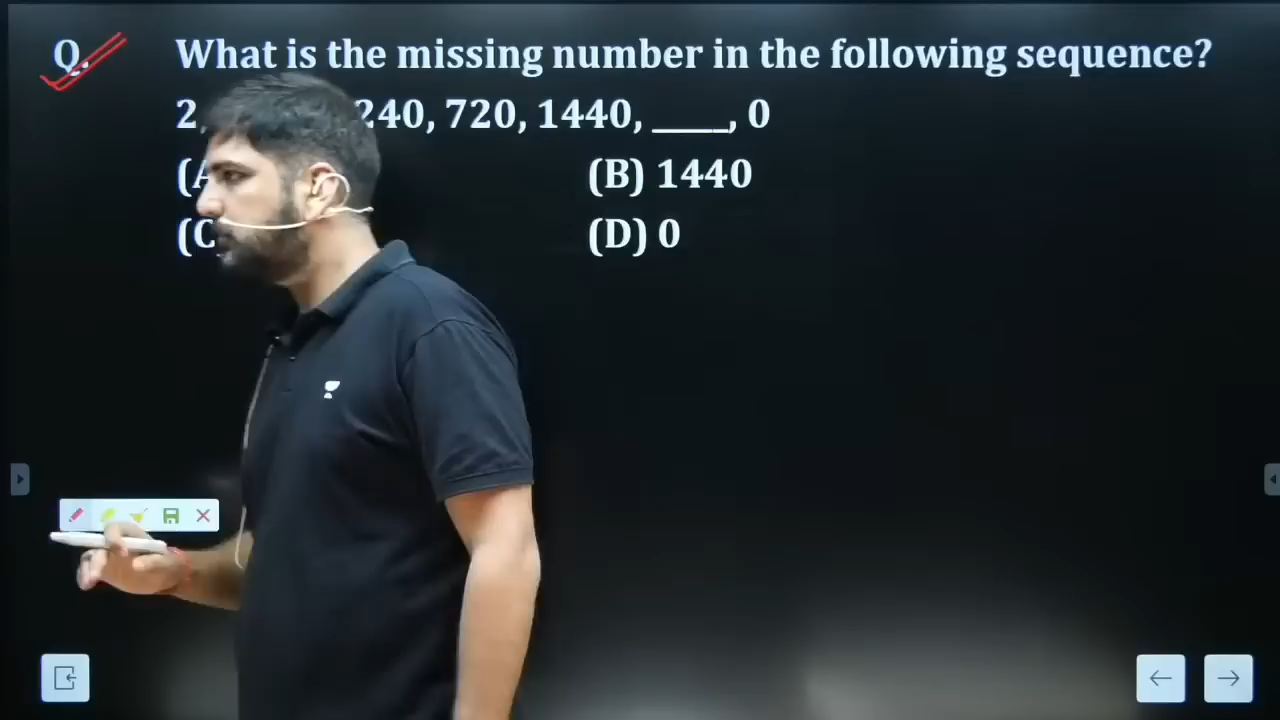 Q. What is the missing number in the following sequence?
2, 240, 720, 1440, ____, 0
(A (B) 1440
(C (D) 0